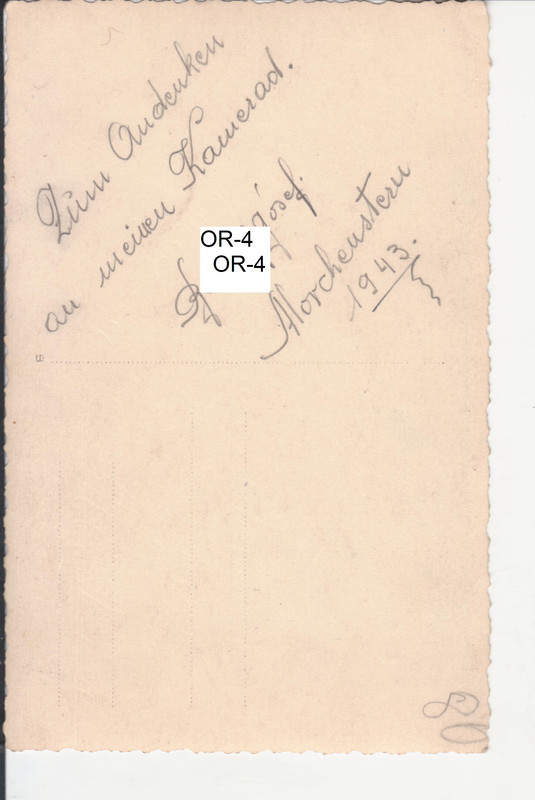 Zum Andenken
an meinen Kamerad.
Josef.
OR-4
OR-4
Morchenstern
1943.